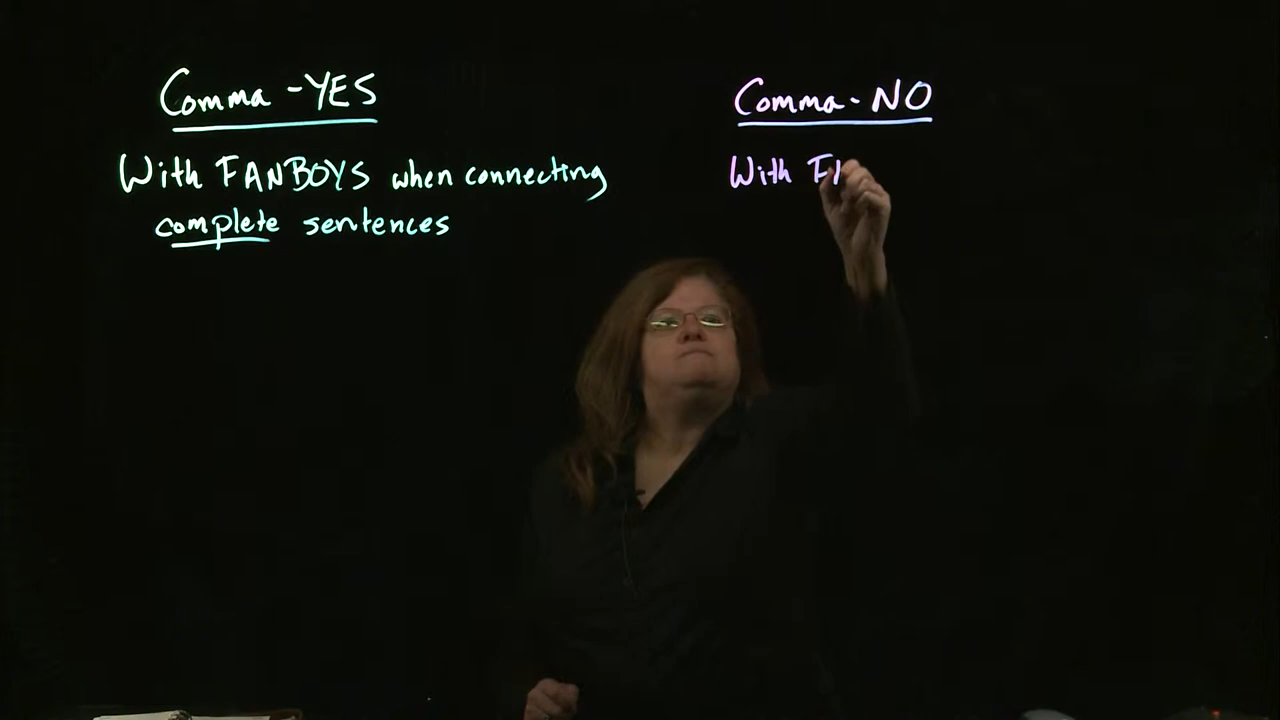 Comma - YES
With FANBOYS when connecting
complete sentences
Comma - NO
With